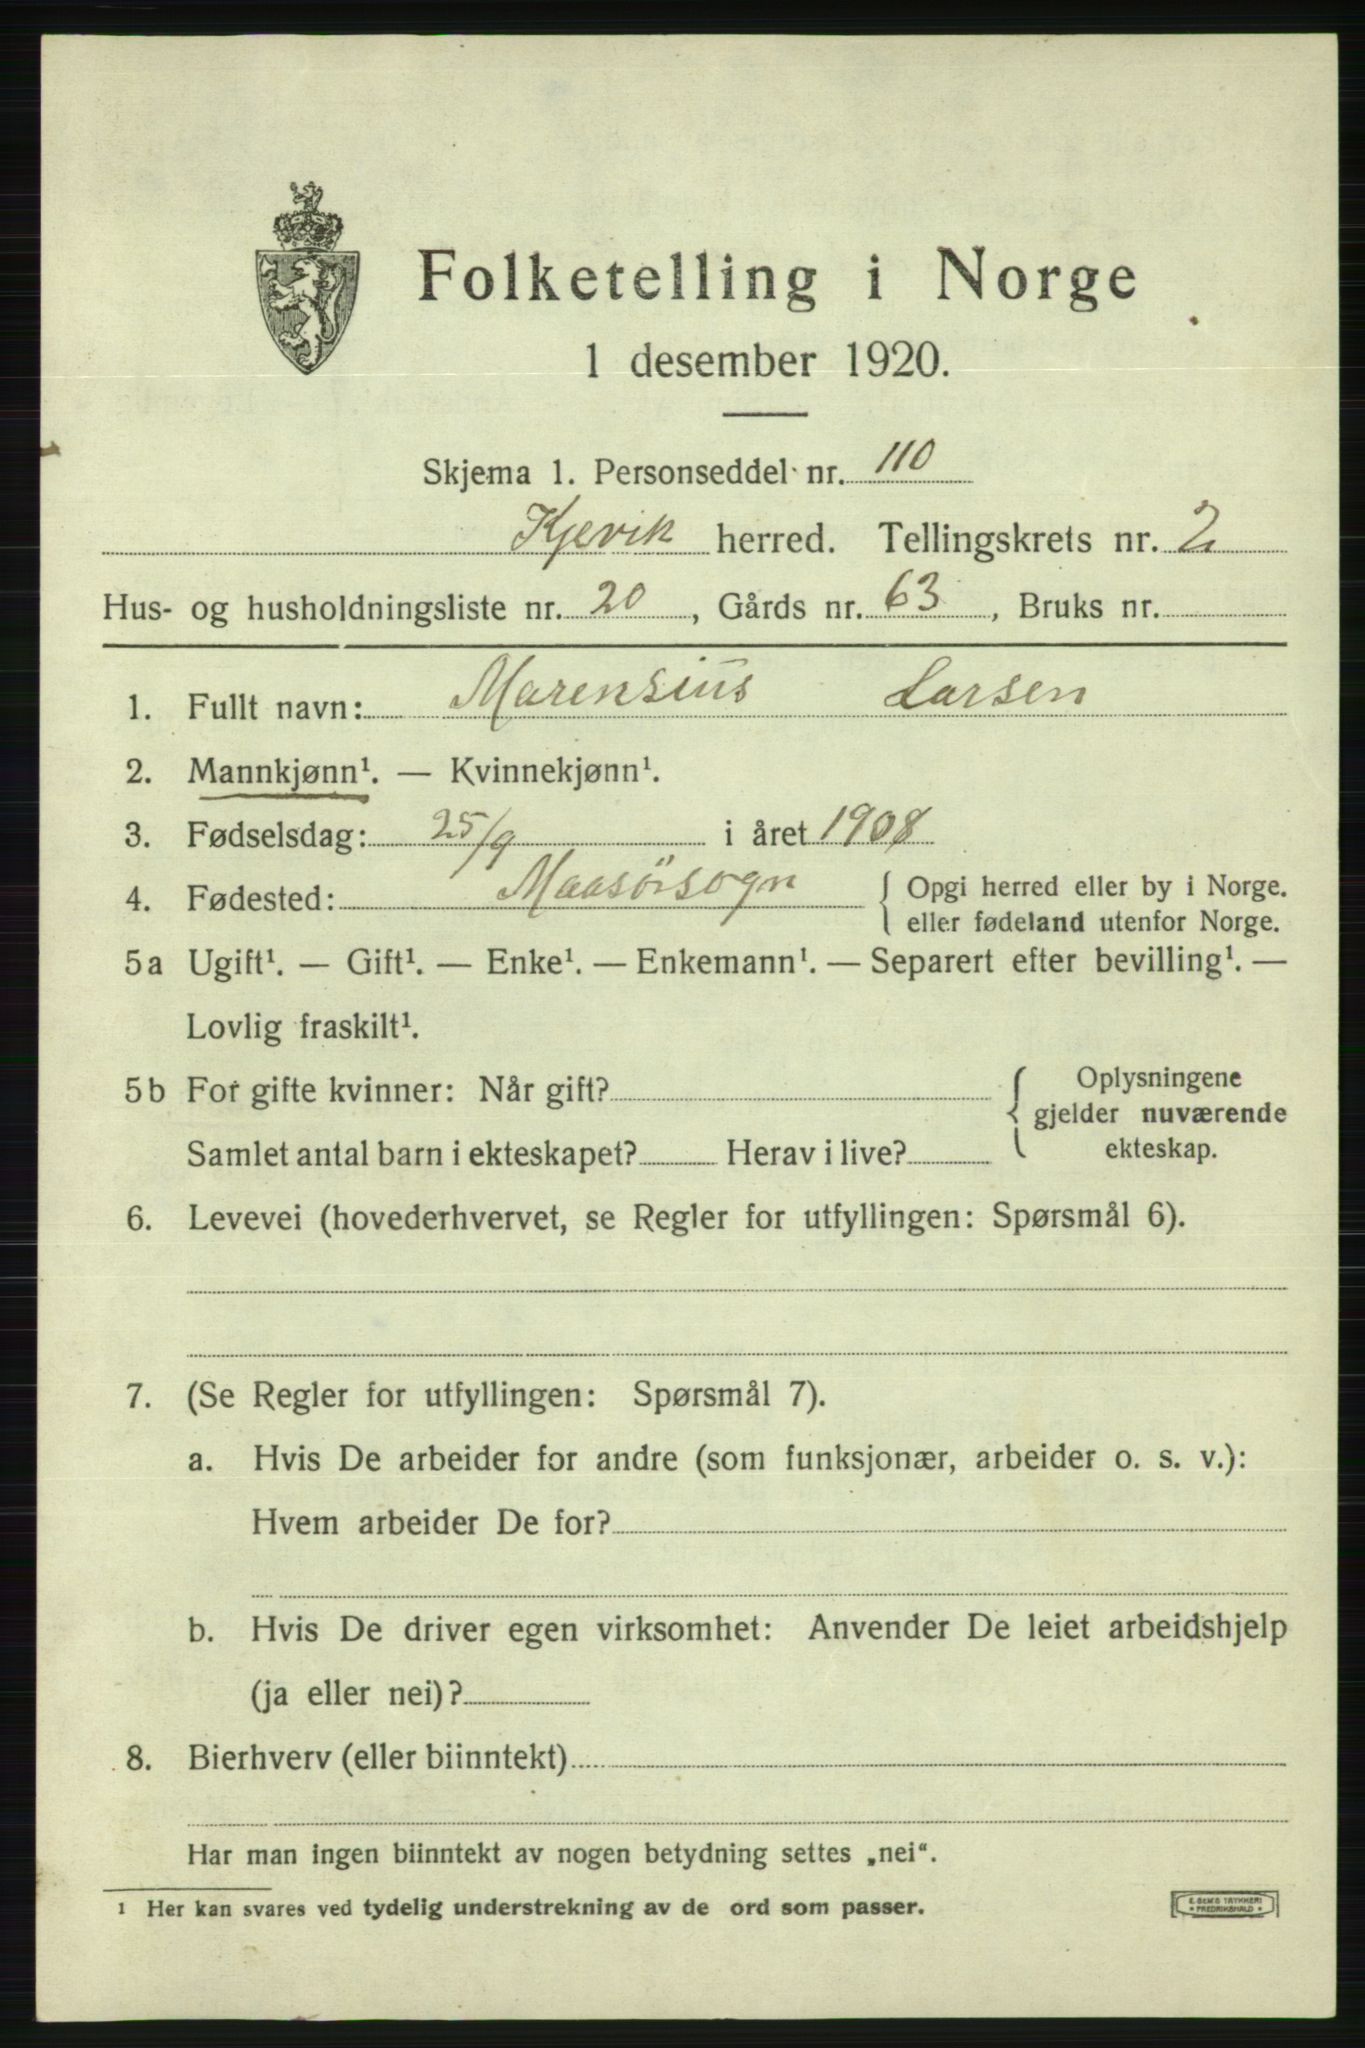 Folketelling i Norge
1 desember 1920.
Skjema 1. Personseddel nr. 110
Kjevik herred. Tellingskrets nr. 2
Hus- og husholdningsliste nr. 20, Gårds nr. 63, Bruks nr.
1. Fullt navn: Marensius Larsen
2. Mannkjønn¹. — Kvinnekjønn¹.
3. Fødselsdag: 25/9 i året 1908
4. Fødested: Maasörsogn { Opgi herred eller by i Norge.
eller fødeland utenfor Norge.
5a Ugift¹. — Gift¹. — Enke¹. — Enkemann¹. — Separert efter bevilling¹. —
Lovlig fraskilt¹.
5b For gifte kvinner: Når gift? { Oplysningene
gjelder nuværende
Samlet antal barn i ekteskapet? Herav i live? ekteskap.
6. Levevei (hovederhvervet, se Regler for utfyllingen: Spørsmål 6).
7. (Se Regler for utfyllingen: Spørsmål 7).
a. Hvis De arbeider for andre (som funksjonær, arbeider o. s. v.):
Hvem arbeider De for?
b. Hvis De driver egen virksomhet: Anvender De leiet arbeidshjelp
(ja eller nei)?
8. Bierhverv (eller biinntekt)
Har man ingen biinntekt av nogen betydning settes „nei“.
¹ Her kan svares ved tydelig understrekning av de ord som passer.
E. SEM'S TRYKKERI
• FREDRIKSHALD •